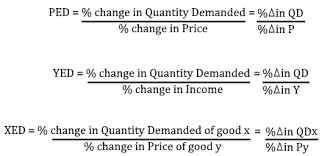 PED = % change in Quantity Demanded = %Δin QD
% change in Price %Δin P
YED = % change in Quantity Demanded = %Δin QD
% change in Income %Δin Y
XED = % change in Quantity Demanded of good x = %Δin QDx
% change in Price of good y %Δin Py